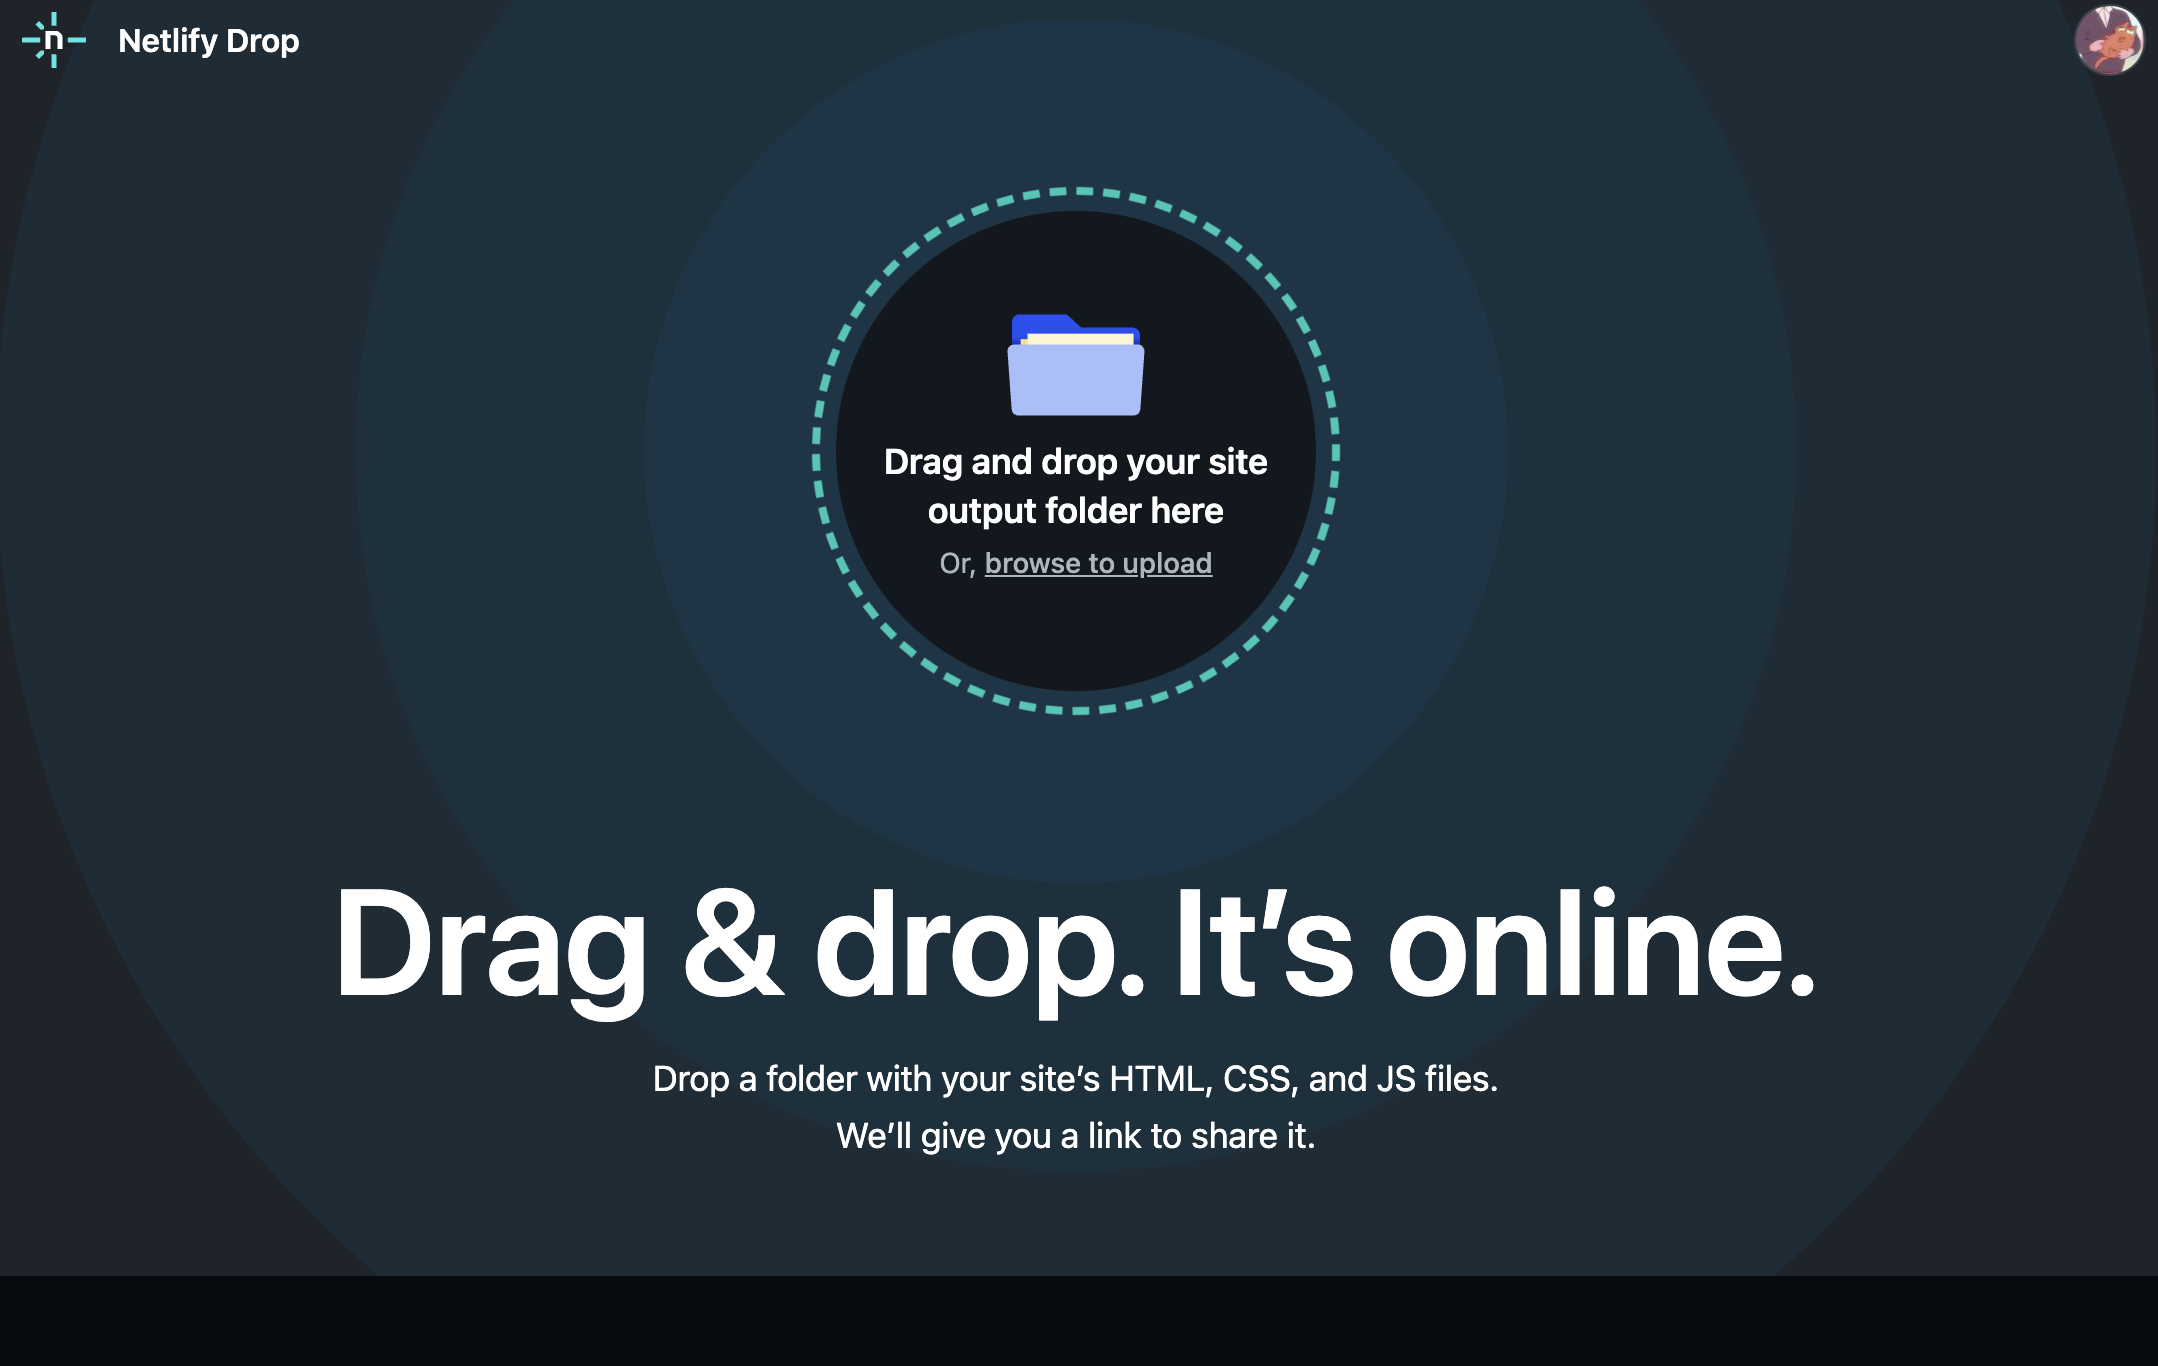 n
Netlify Drop
Drag and drop your site
output folder here
Or, browse to upload
Drag & drop. It’s online.
Drop a folder with your site’s HTML, CSS, and JS files.
We’ll give you a link to share it.